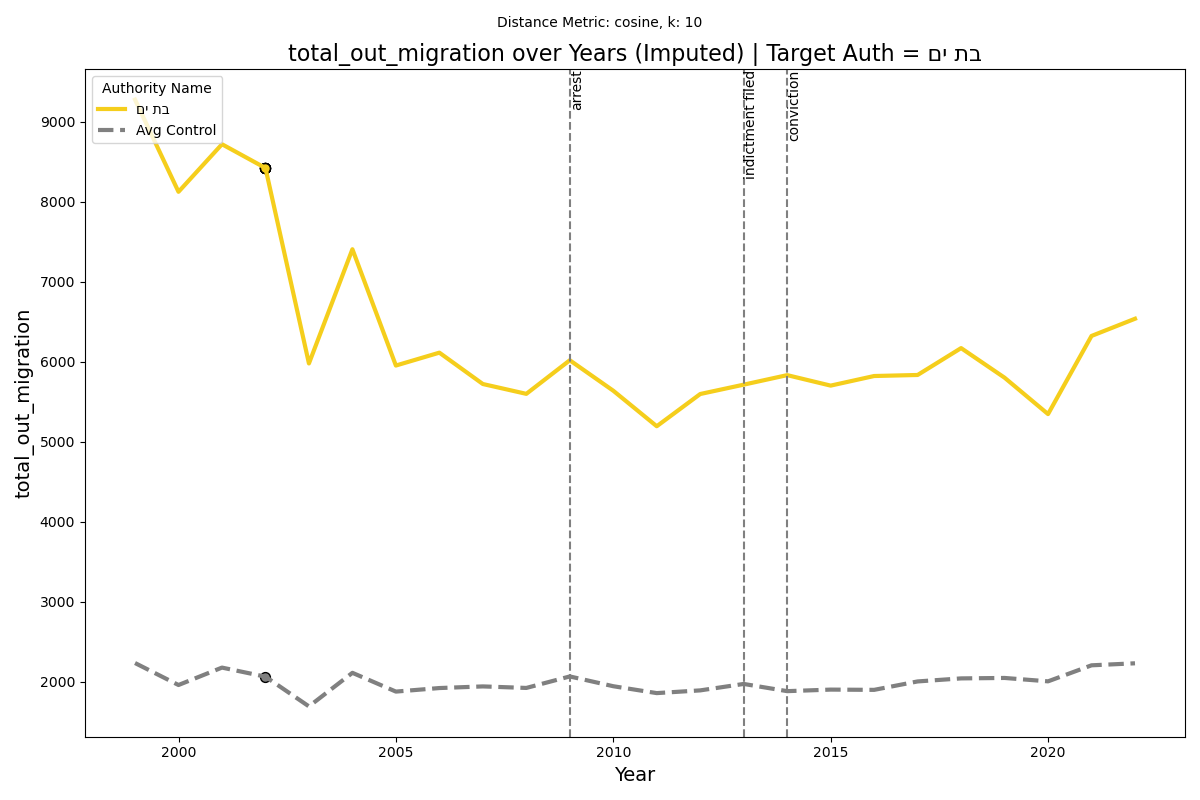 Distance Metric: cosine, k: 10
total_out_migration over Years (Imputed) | Target Auth = בת ים
Authority Name
בת ים
Avg Control
arrest
indictment filed
conviction
total_out_migration
9000
8000
7000
6000
5000
4000
3000
2000
2000
2005
2010
2015
2020
Year